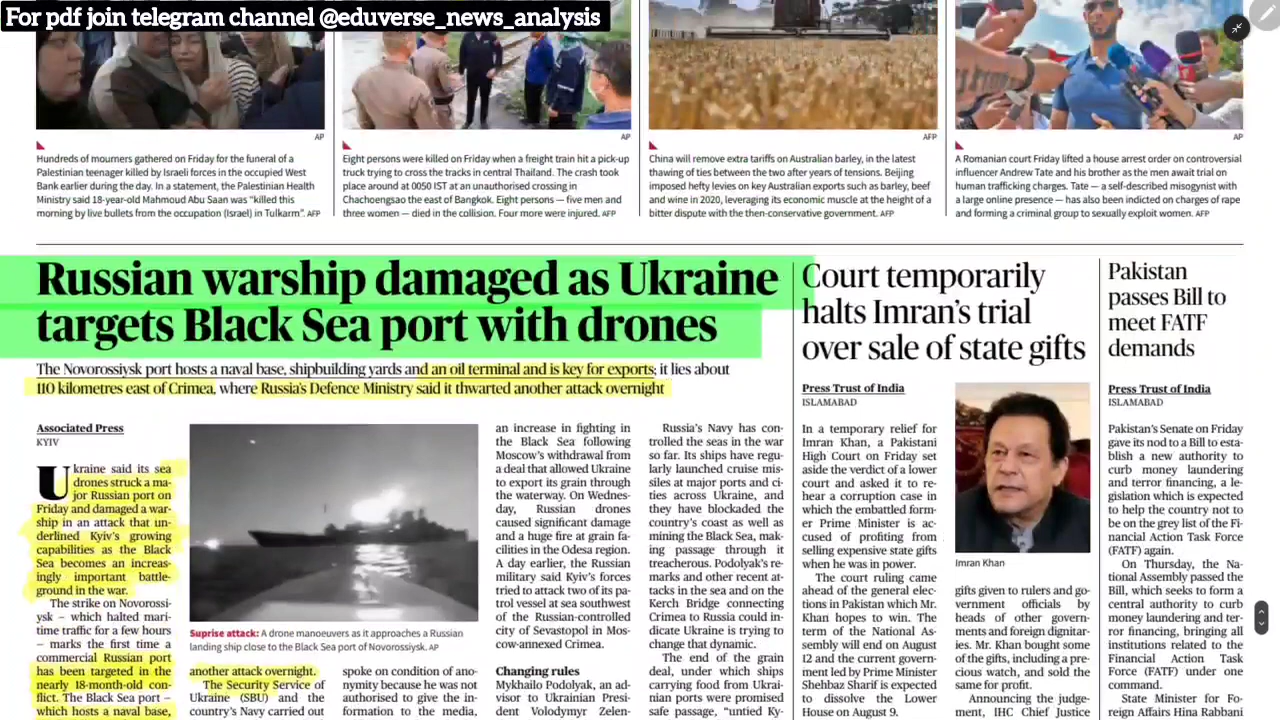 For pdf join telegram channel @eduverse_news_analysis
AP
AP
AFP
AP
Hundreds of mourners gathered on Friday for the funeral of a
Palestinian teenager killed by Israeli forces in the occupied West
Bank earlier during the day. In a statement, the Palestinian Health
Ministry said 18-year-old Mahmoud Abu Saan was “killed this
morning by live bullets from the occupation (Israel) in Tulkarm”. AFP
Eight persons were killed on Friday when a freight train hit a pick-up
truck trying to cross the tracks in central Thailand. The crash took
place around at 0050 IST at an unauthorised crossing in
Chachoengsao the east of Bangkok. Eight persons — five men and
three women — died in the collision. Four more were injured. AFP
China will remove extra tariffs on Australian barley, in the latest
thawing of ties between the two after years of tensions. Beijing
imposed hefty levies on key Australian exports such as barley, beef
and wine in 2020, leveraging its economic muscle at the height of a
bitter dispute with the then-conservative government. AFP
A Romanian court Friday lifted a house arrest order on controversial
influencer Andrew Tate and his brother as the men await trial on
human trafficking charges. Tate — a self-described misogynist with
a large online presence — has also been indicted on charges of rape
and forming a criminal group to sexually exploit women. AFP
Russian warship damaged as Ukraine
targets Black Sea port with drones
The Novorossiysk port hosts a naval base, shipbuilding yards and an oil terminal and is key for exports; it lies about
110 kilometres east of Crimea, where Russia’s Defence Ministry said it thwarted another attack overnight
Associated Press
KYIV
Ukraine said its sea
drones struck a ma-
jor Russian port on
Friday and damaged a war-
ship in an attack that un-
derlined Kyiv’s growing
capabilities as the Black
Sea becomes an increas-
ingly important battle-
ground in the war.
The strike on Novorossi-
ysk – which halted mari-
time traffic for a few hours
– marks the first time a
commercial Russian port
has been targeted in the
nearly 18-month-old con-
flict. The Black Sea port –
which hosts a naval base,
Suprise attack: A drone manoeuvers as it approaches a Russian
landing ship close to the Black Sea port of Novorossiysk. AP
another attack overnight.
The Security Service of
Ukraine (SBU) and the
country’s Navy carried out
spoke on condition of ano-
nymity because he was not
authorised to give the in-
formation to the media,
an increase in fighting in
the Black Sea following
Moscow’s withdrawal from
a deal that allowed Ukraine
to export its grain through
the waterway. On Wednes-
day, Russian drones
caused significant damage
and a huge fire at grain fa-
cilities in the Odesa region.
A day earlier, the Russian
military said Kyiv’s forces
tried to attack two of its pa-
trol vessel at sea southwest
of the Russian-controlled
city of Sevastopol in Mos-
cow-annexed Crimea.
Changing rules
Mykhailo Podolyak, an ad-
visor to Ukrainian Presi-
dent Volodymyr Zelen-
Russia’s Navy has con-
trolled the seas in the war
so far. Its ships have regu-
larly launched cruise mis-
siles at major ports and ci-
ties across Ukraine, and
they have blockaded the
country’s coast as well as
mining the Black Sea, mak-
ing passage through it
treacherous. Podolyak’s re-
marks and other recent at-
tacks in the sea and on the
Kerch Bridge connecting
Crimea to Russia could in-
dicate Ukraine is trying to
change that dynamic.
The end of the grain
deal, under which ships
carrying food from Ukrai-
nian ports were promised
safe passage, “untied Ky-
Court temporarily
halts Imran’s trial
over sale of state gifts
Press Trust of India
ISLAMABAD
In a temporary relief for
Imran Khan, a Pakistani
High Court on Friday set
aside the verdict of a lower
court and asked it to re-
hear a corruption case in
which the embattled form-
er Prime Minister is ac-
cused of profiting from
selling expensive state gifts
when he was in power.
The court ruling came
ahead of the general elec-
tions in Pakistan which Mr.
Khan hopes to win. The
term of the National As-
sembly will end on August
12 and the current govern-
ment led by Prime Minister
Shehbaz Sharif is expected
to dissolve the Lower
House on August 9.
Imran Khan
gifts given to rulers and go-
vernment officials by
heads of other govern-
ments and foreign dignitar-
ies. Mr. Khan bought some
of the gifts, including a pre-
cious watch, and sold the
same for profit.
Announcing the judge-
ment, IHC Chief Justice
Pakistan
passes Bill to
meet FATF
demands
Press Trust of India
ISLAMABAD
Pakistan’s Senate on Friday
gave its nod to a Bill to esta-
blish a new authority to
curb money laundering
and terror financing, a le-
gislation which is expected
to help the country not to
be on the grey list of the Fi-
nancial Action Task Force
(FATF) again.
On Thursday, the Na-
tional Assembly passed the
Bill, which seeks to form a
central authority to curb
money laundering and ter-
ror financing, bringing all
institutions related to the
Financial Action Task
Force (FATF) under one
command.
State Minister for Fo-
reign Affairs Hina Rabbani